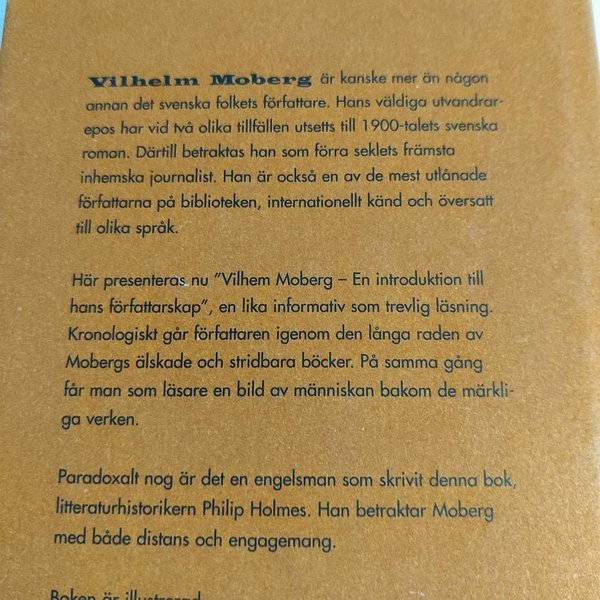 Vilhelm Moberg är kanske mer än någon
annan det svenska folkets författare. Hans väldiga utvandrar-
epos har vid två olika tillfällen utsetts till 1900-talets svenska
roman. Därtill betraktas han som förra seklets främsta
inhemska journalist. Han är också en av de mest utlånade
författarna på biblioteken, internationellt känd och översatt
till olika språk.
Här presenteras nu ”Vilhem Moberg – En introduktion till
hans författarskap”, en lika informativ som trevlig läsning.
Kronologiskt går författaren igenom den långa raden av
Mobergs älskade och stridbara böcker. På samma gång
får man som läsare en bild av människan bakom de märkli-
ga verken.
Paradoxalt nog är det en engelsman som skrivit denna bok,
litteraturhistorikern Philip Holmes. Han betraktar Moberg
med både distans och engagemang.
Boken är illustrerad